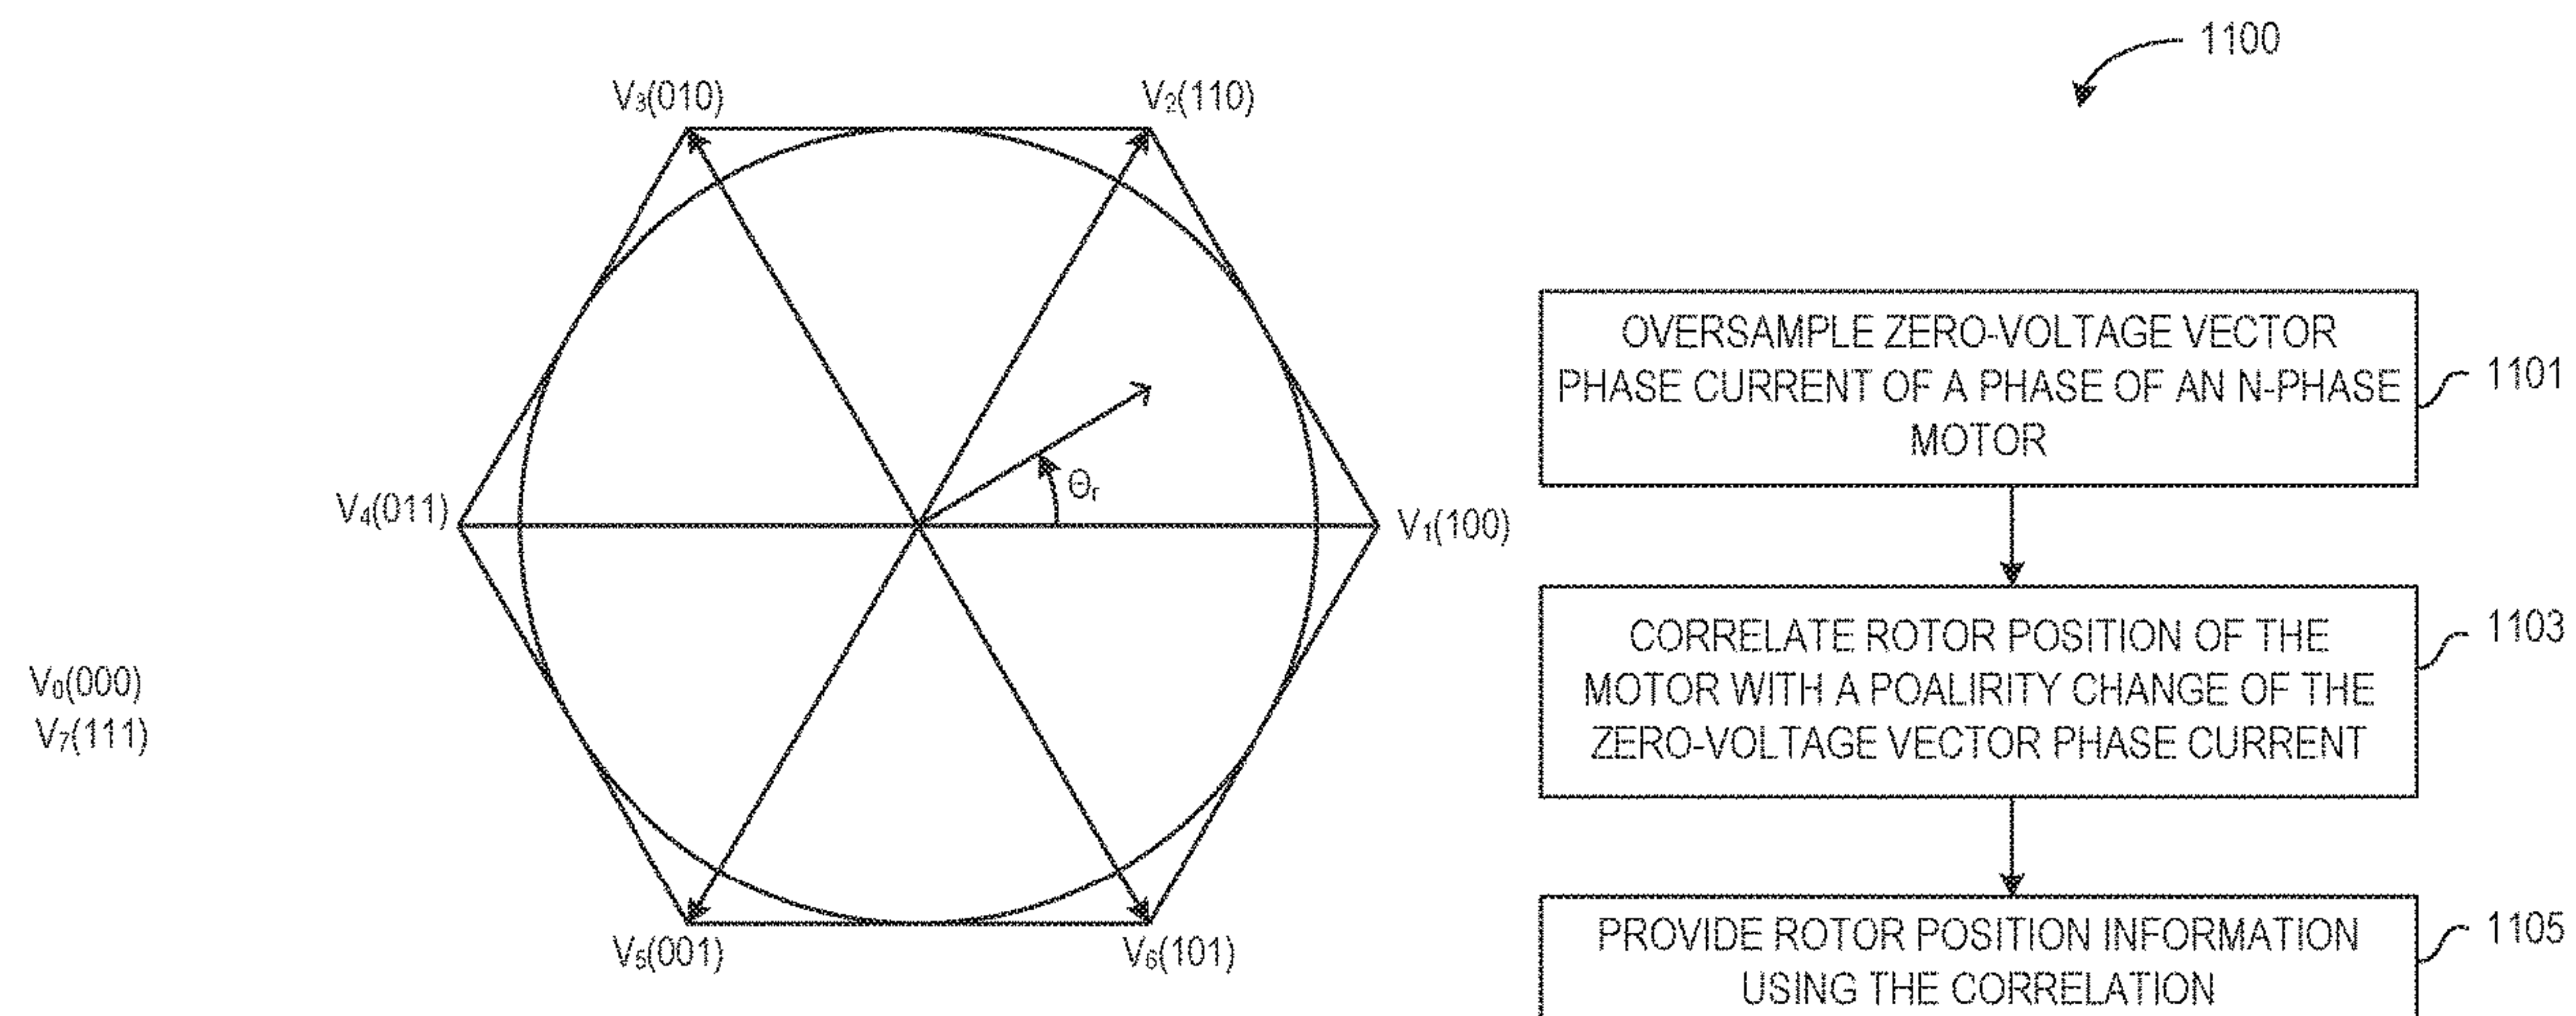 1100
V₃(010)
V₂(110)
Θᵣ
V₄(011)
V₁(100)
V₀(000)
V₇(111)
V₅(001)
V₆(101)
OVERSAMPLE ZERO-VOLTAGE VECTOR
PHASE CURRENT OF A PHASE OF AN N-PHASE
MOTOR
1101
CORRELATE ROTOR POSITION OF THE
MOTOR WITH A POALIRITY CHANGE OF THE
ZERO-VOLTAGE VECTOR PHASE CURRENT
1103
PROVIDE ROTOR POSITION INFORMATION
USING THE CORRELATION
1105